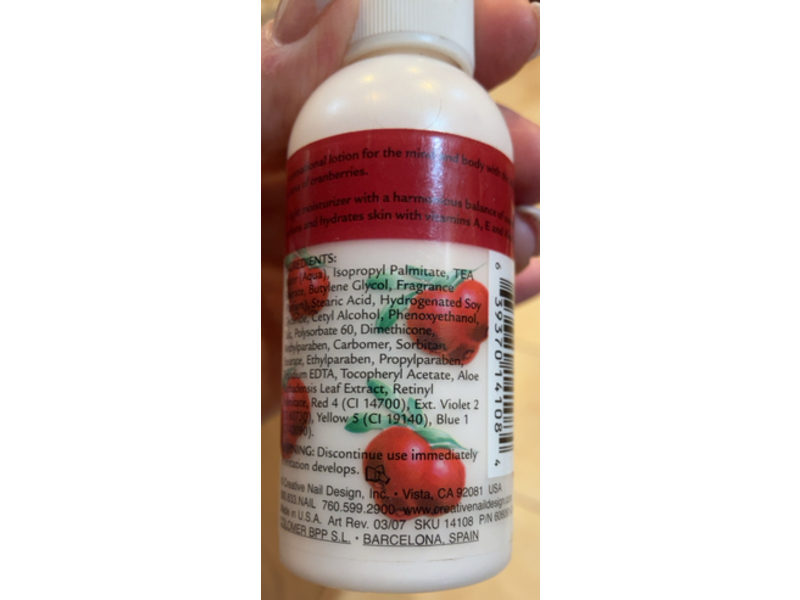 lotion for the mind and body with
cranberries.
moisturizer with a harmonious balance of
and hydrates skin with vitamins A, E and
INGREDIENTS:
(Aqua), Isopropyl Palmitate, TEA
Butylene Glycol, Fragrance
Stearic Acid, Hydrogenated Soy
Cetyl Alcohol, Phenoxyethanol,
Polysorbate 60, Dimethicone,
Carbomer, Sorbitan
Ethylparaben, Propylparaben,
EDTA, Tocopheryl Acetate, Aloe
Leaf Extract, Retinyl
Red 4 (CI 14700), Ext. Violet 2
Yellow 5 (CI 19140), Blue 1
WARNING: Discontinue use immediately
develops.
Creative Nail Design, Inc. • Vista, CA 92081 USA
NAIL 760.599.2900 www.creativenaildesign.com
Made in U.S.A. Art Rev. 03/07 SKU 14108 P/N
COLOMER BPP S.L. • BARCELONA, SPAIN
6 39370 14108 4